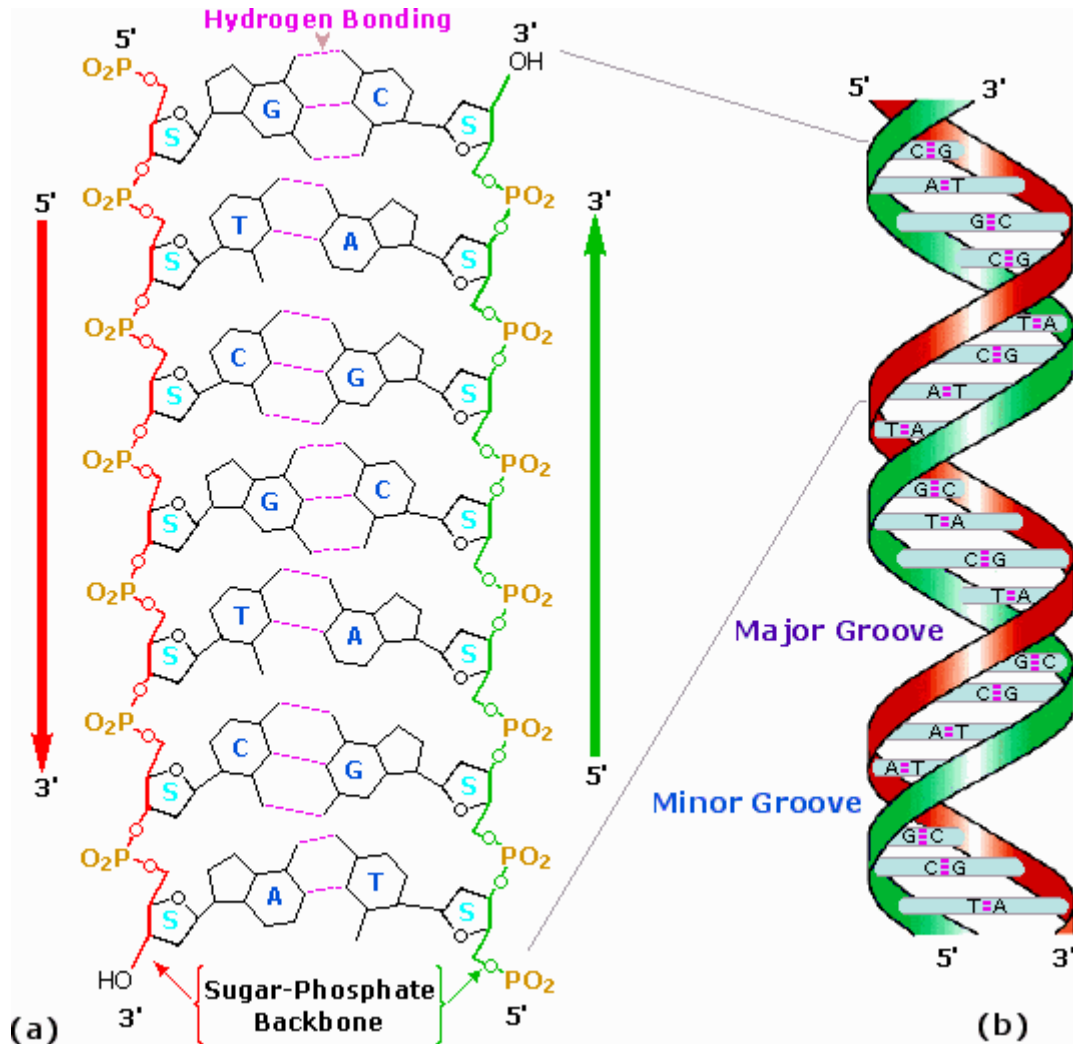 Hydrogen Bonding
5' 3'
O₂P OH
G C
S S
O₂P PO₂
5' 3'
T A
S S
O₂P PO₂
C G
S S
O₂P PO₂
G C
S S
O₂P PO₂
T A
S S
O₂P PO₂
C G
S S
3' 5'
O₂P PO₂
A T
S S
HO PO₂
3' 5'
Sugar-Phosphate
Backbone
(a)
5' 3'
C G
A T
G C
C G
T A
C G
A T
T A
G C
T A
C G
T A
Major Groove
G C
C G
A T
A T
Minor Groove
G C
C G
T A
5' 3'
(b)